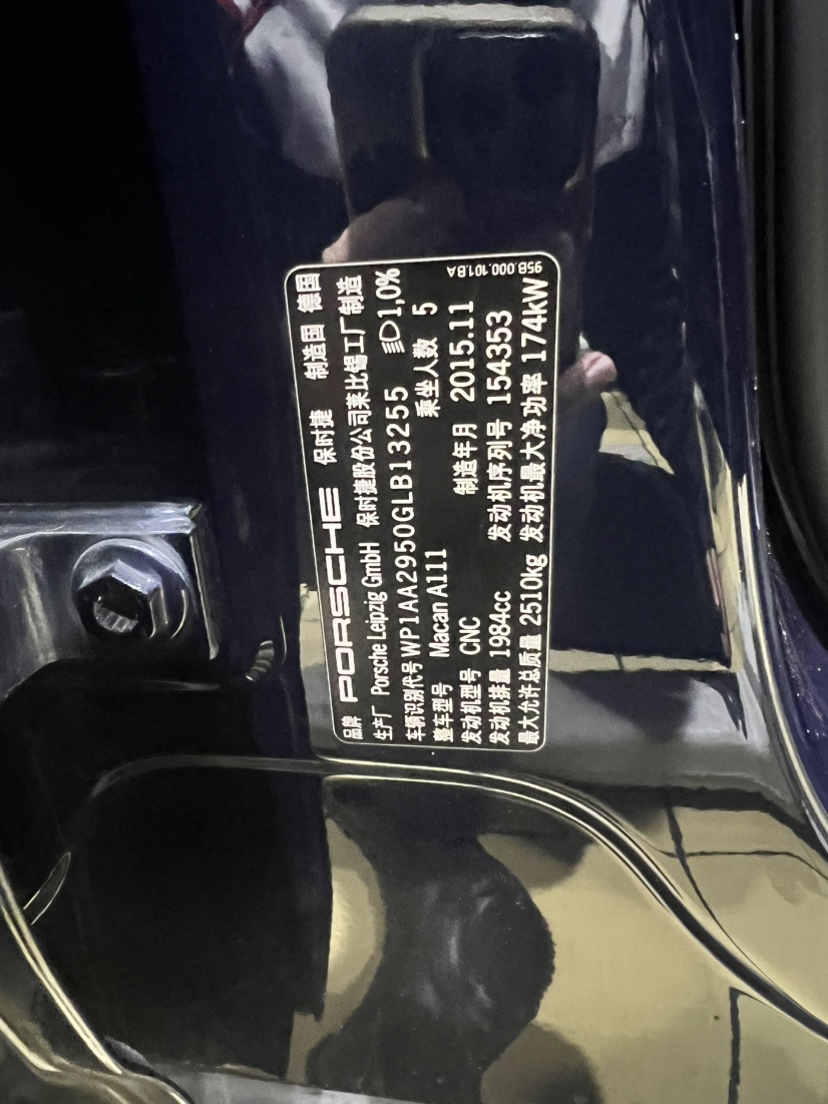 品牌 PORSCHE 保时捷 制造国 德国
生产厂 Porsche Leipzig GmbH 保时捷股份公司莱比锡工厂制造
车辆识别代号 WP1AA2950GLB13255 1,0%
整车型号 Macan A111 乘坐人数 5
发动机型号 CNC 制造年月 2015.11
发动机排量 1984cc 发动机序列号 154353
最大允许总质量 2510kg 发动机最大净功率 174kW
95B.000.101.BA